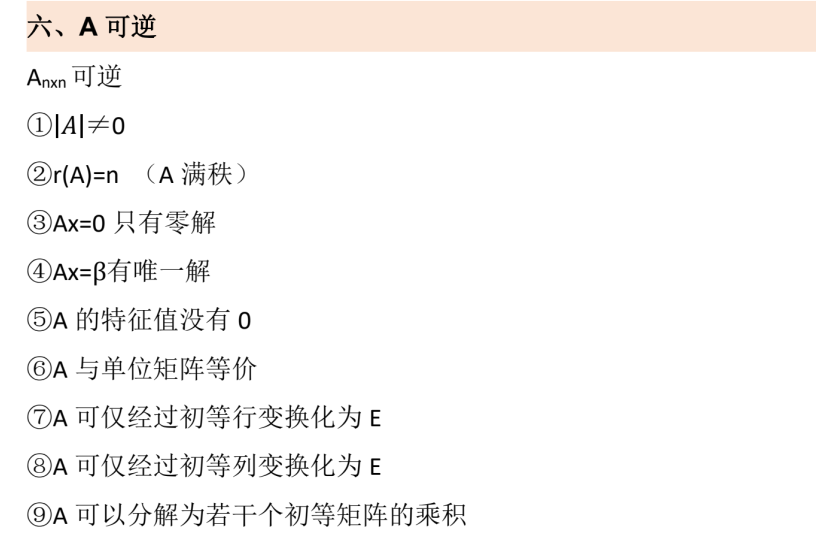 六、A 可逆
Anxn 可逆
①|A|≠0
②r(A)=n （A 满秩）
③Ax=0 只有零解
④Ax=β有唯一解
⑤A 的特征值没有 0
⑥A 与单位矩阵等价
⑦A 可仅经过初等行变换化为 E
⑧A 可仅经过初等列变换化为 E
⑨A 可以分解为若干个初等矩阵的乘积